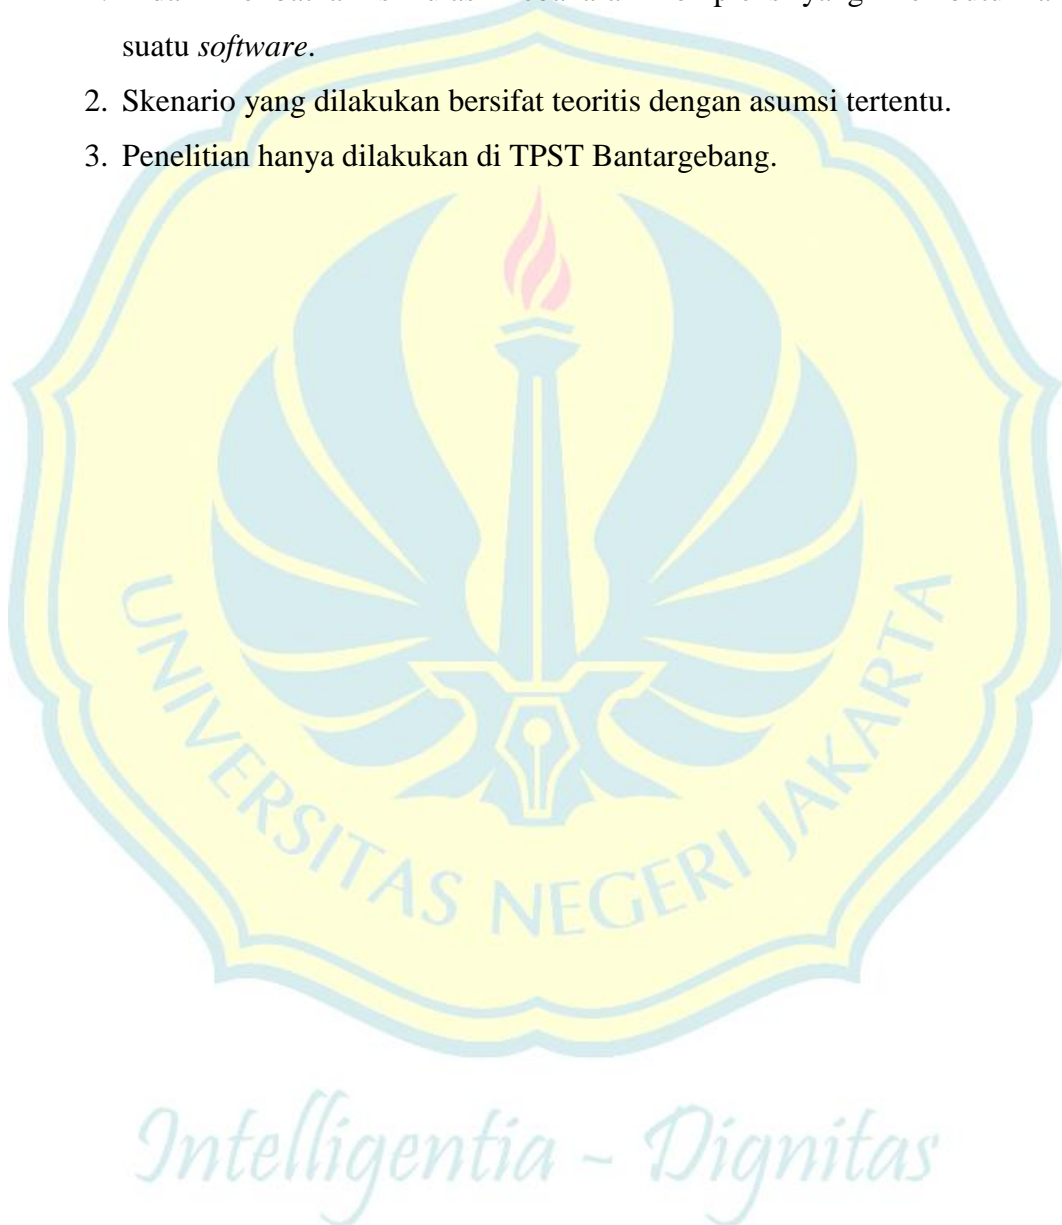 suatu software.
2. Skenario yang dilakukan bersifat teoritis dengan asumsi tertentu.
3. Penelitian hanya dilakukan di TPST Bantargebang.
UNIVERSITAS NEGERI JAKARTA
Intelligentia - Dignitas